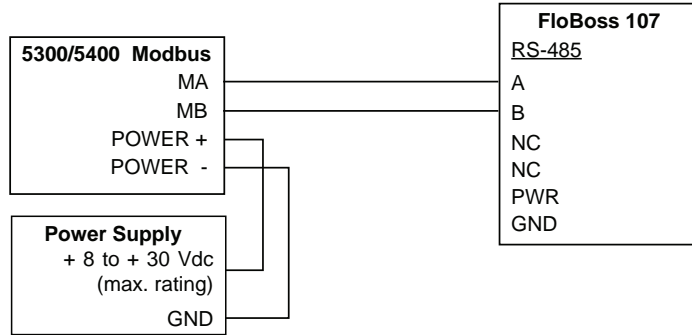 5300/5400 Modbus
MA
MB
POWER +
POWER -
Power Supply
+ 8 to + 30 Vdc
(max. rating)
GND
FloBoss 107
RS-485
A
B
NC
NC
PWR
GND